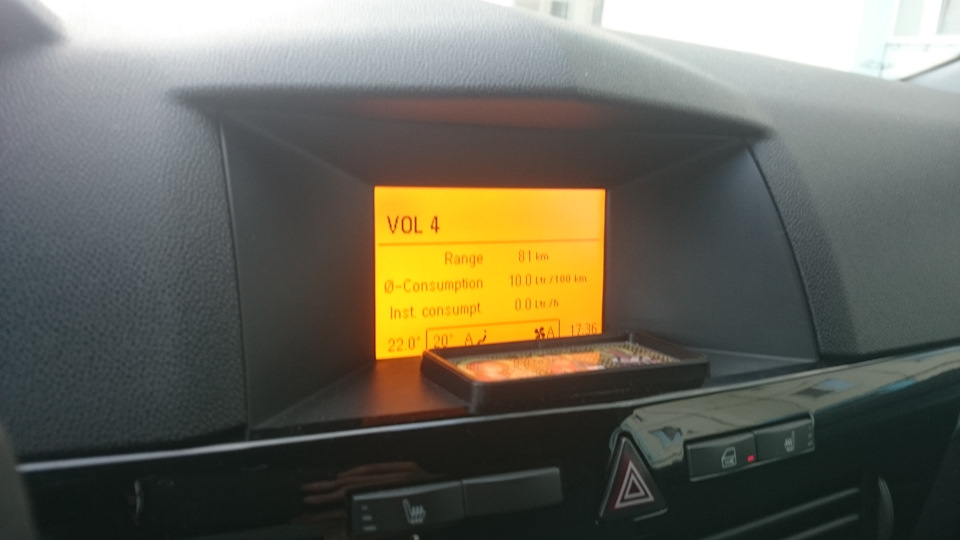 VOL 4
Range 81 km
Ø-Consumption 10.0 Ltr/100 km
Inst. consumpt. 0.0 Ltr/h
22.0° 20° A A 17:36